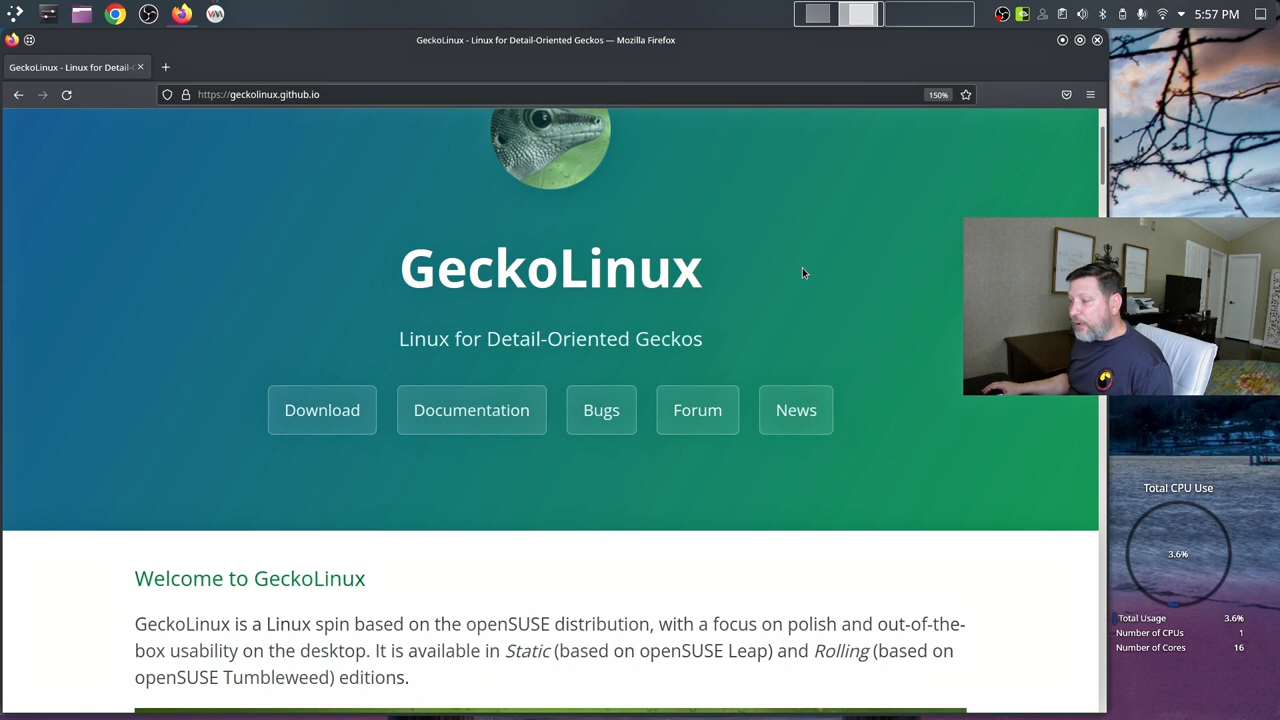 5:57 PM
GeckoLinux - Linux for Detail-Oriented Geckos — Mozilla Firefox
GeckoLinux - Linux for Detail-O
https://geckolinux.github.io
150%
GeckoLinux
Linux for Detail-Oriented Geckos
Download
Documentation
Bugs
Forum
News
Welcome to GeckoLinux
GeckoLinux is a Linux spin based on the openSUSE distribution, with a focus on polish and out-of-the-
box usability on the desktop. It is available in Static (based on openSUSE Leap) and Rolling (based on
openSUSE Tumbleweed) editions.
Total CPU Use
3.6%
Total Usage 3.6%
Number of CPUs 1
Number of Cores 16